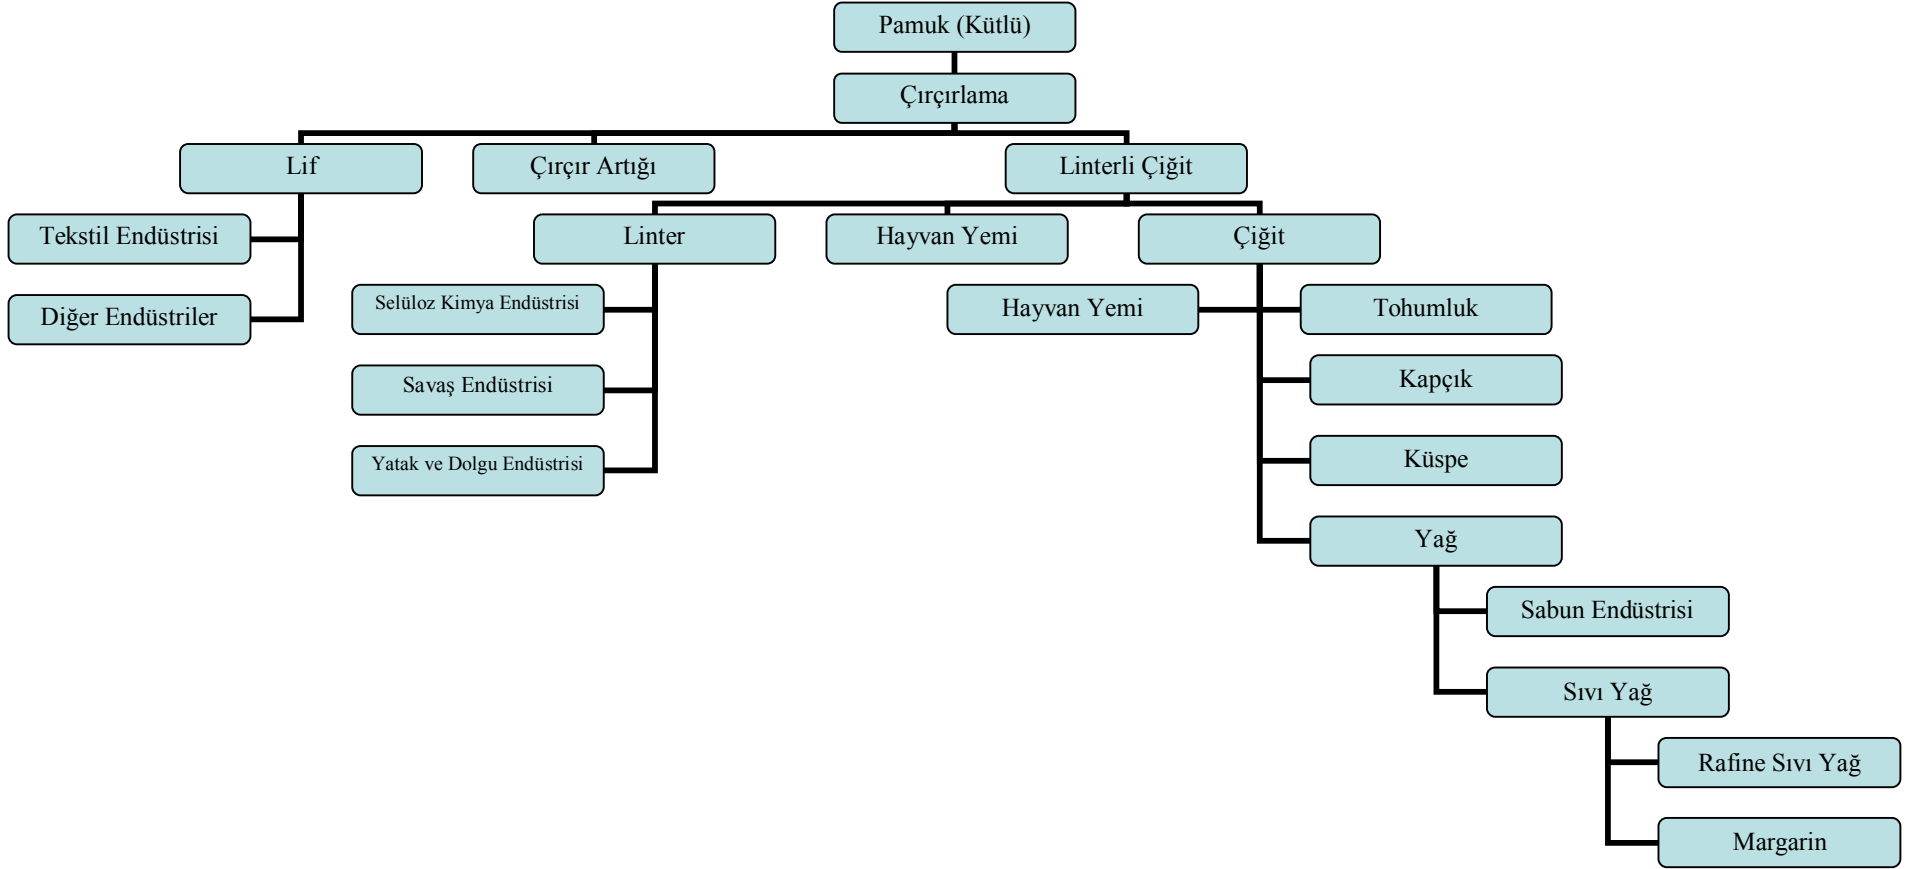 Pamuk (Kütlü)
Çırçırlama
Lif
Çırçır Artığı
Linterli Çiğit
Tekstil Endüstrisi
Linter
Hayvan Yemi
Çiğit
Diğer Endüstriler
Selüloz Kimya Endüstrisi
Hayvan Yemi
Tohumluk
Savaş Endüstrisi
Kapçık
Yatak ve Dolgu Endüstrisi
Küspe
Yağ
Sabun Endüstrisi
Sıvı Yağ
Rafine Sıvı Yağ
Margarin